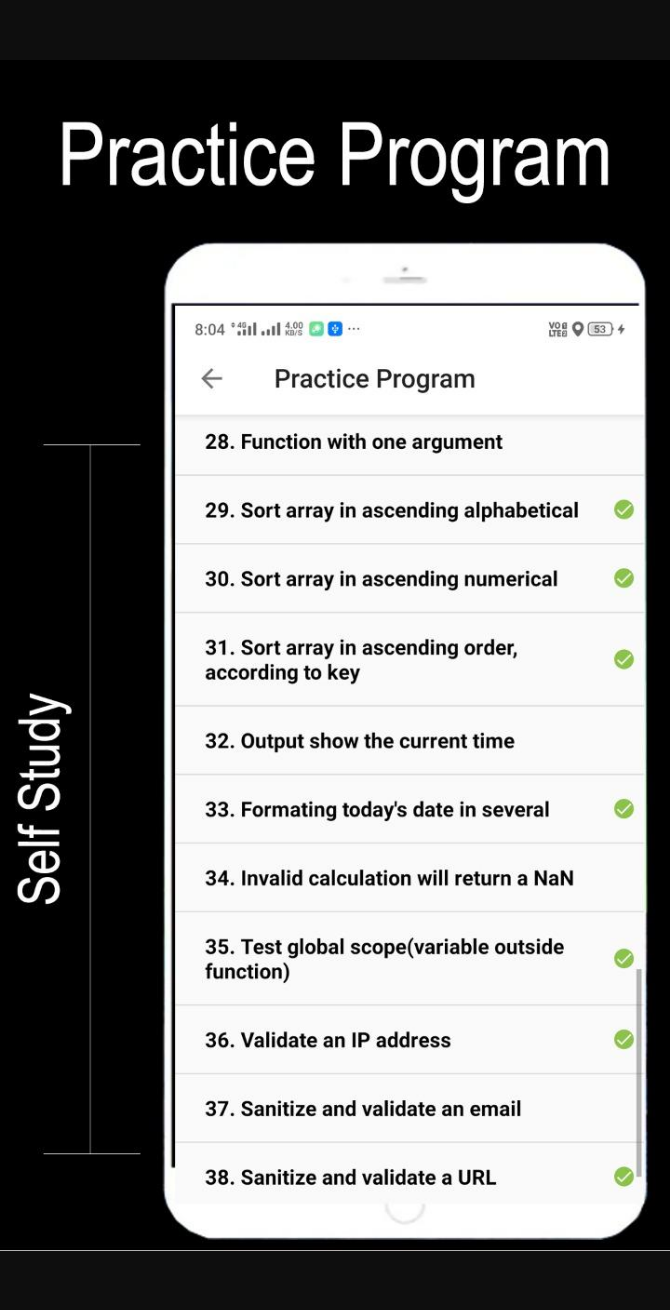 Practice Program
8:04 4G 4.00 KB/S ... VO LTE 53
Practice Program
28. Function with one argument
29. Sort array in ascending alphabetical
30. Sort array in ascending numerical
31. Sort array in ascending order,
according to key
32. Output show the current time
33. Formating today's date in several
34. Invalid calculation will return a NaN
35. Test global scope(variable outside
function)
36. Validate an IP address
37. Sanitize and validate an email
38. Sanitize and validate a URL
Self Study